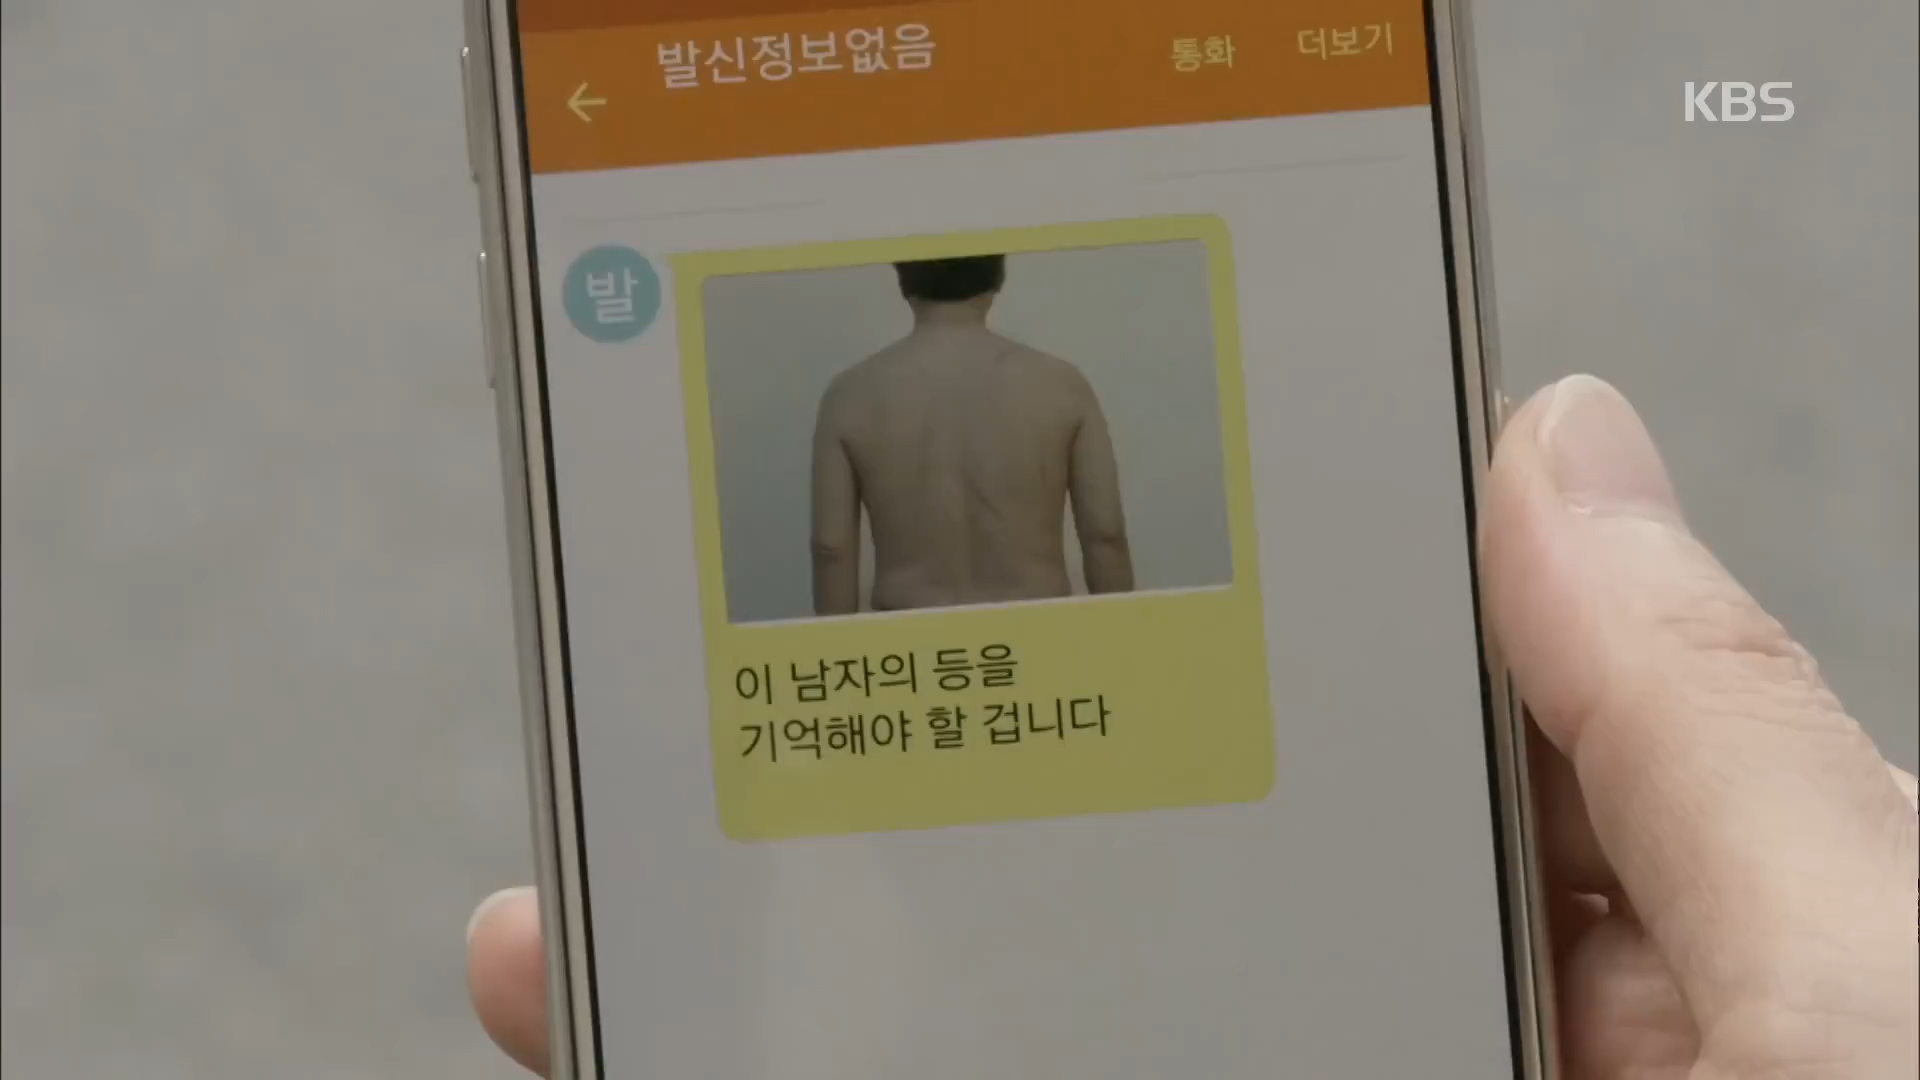 발신정보없음
통화
더보기
KBS
발
이 남자의 등을
기억해야 할 겁니다